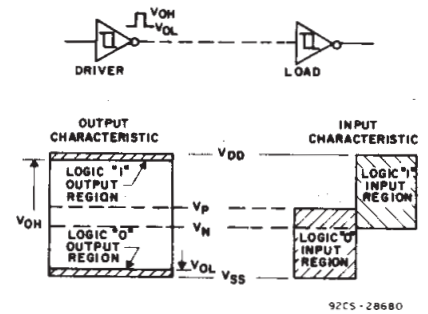 VOH
VOL
DRIVER
LOAD
OUTPUT
CHARACTERISTIC
INPUT
CHARACTERISTIC
VDD
LOGIC "1"
OUTPUT
REGION
LOGIC "1"
INPUT
REGION
VOH
VP
VN
LOGIC "0"
OUTPUT
REGION
LOGIC "0"
INPUT
REGION
VOL
VSS
92CS-28680